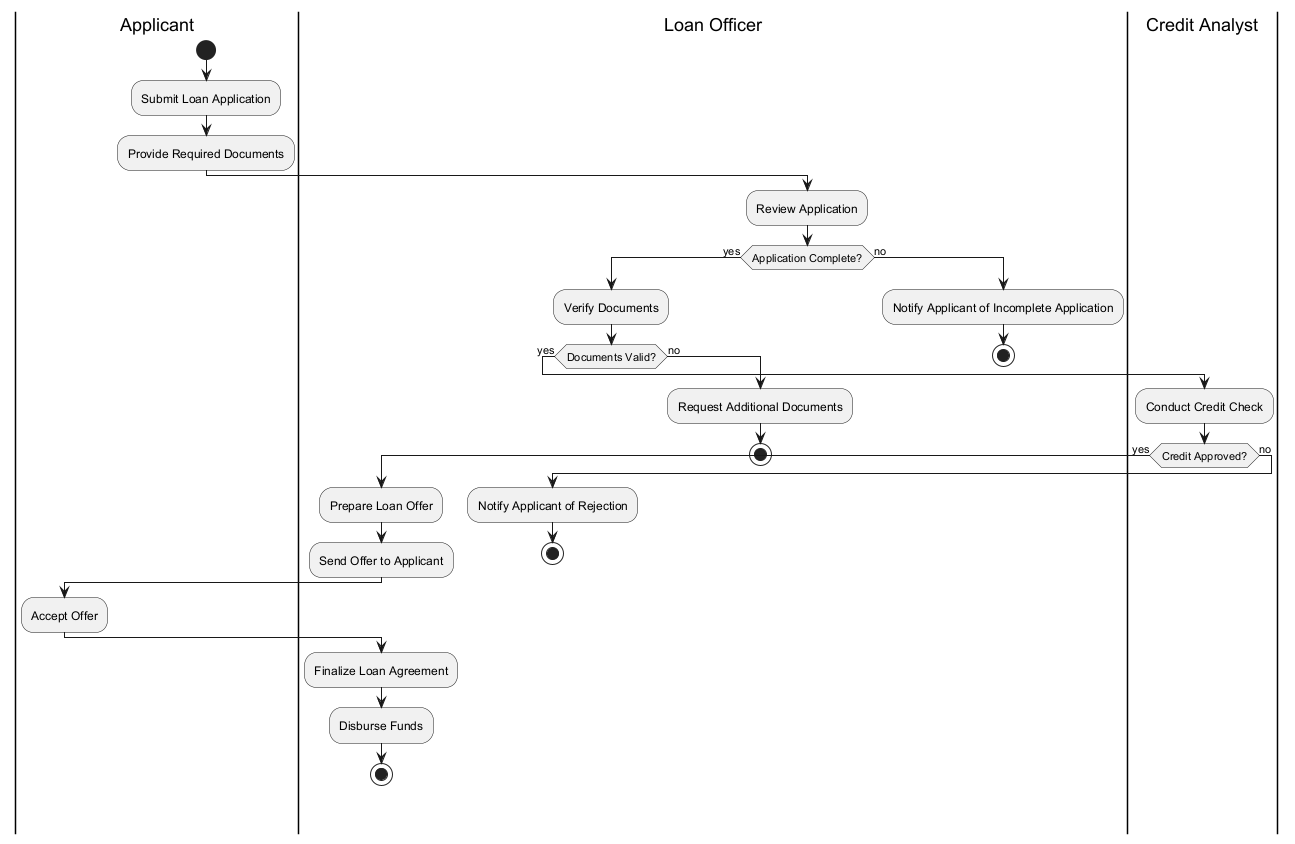 Applicant
Loan Officer
Credit Analyst
Submit Loan Application
Provide Required Documents
Review Application
yes
Application Complete?
no
Verify Documents
Notify Applicant of Incomplete Application
yes
Documents Valid?
no
Request Additional Documents
Conduct Credit Check
yes
Credit Approved?
no
Prepare Loan Offer
Notify Applicant of Rejection
Send Offer to Applicant
Accept Offer
Finalize Loan Agreement
Disburse Funds